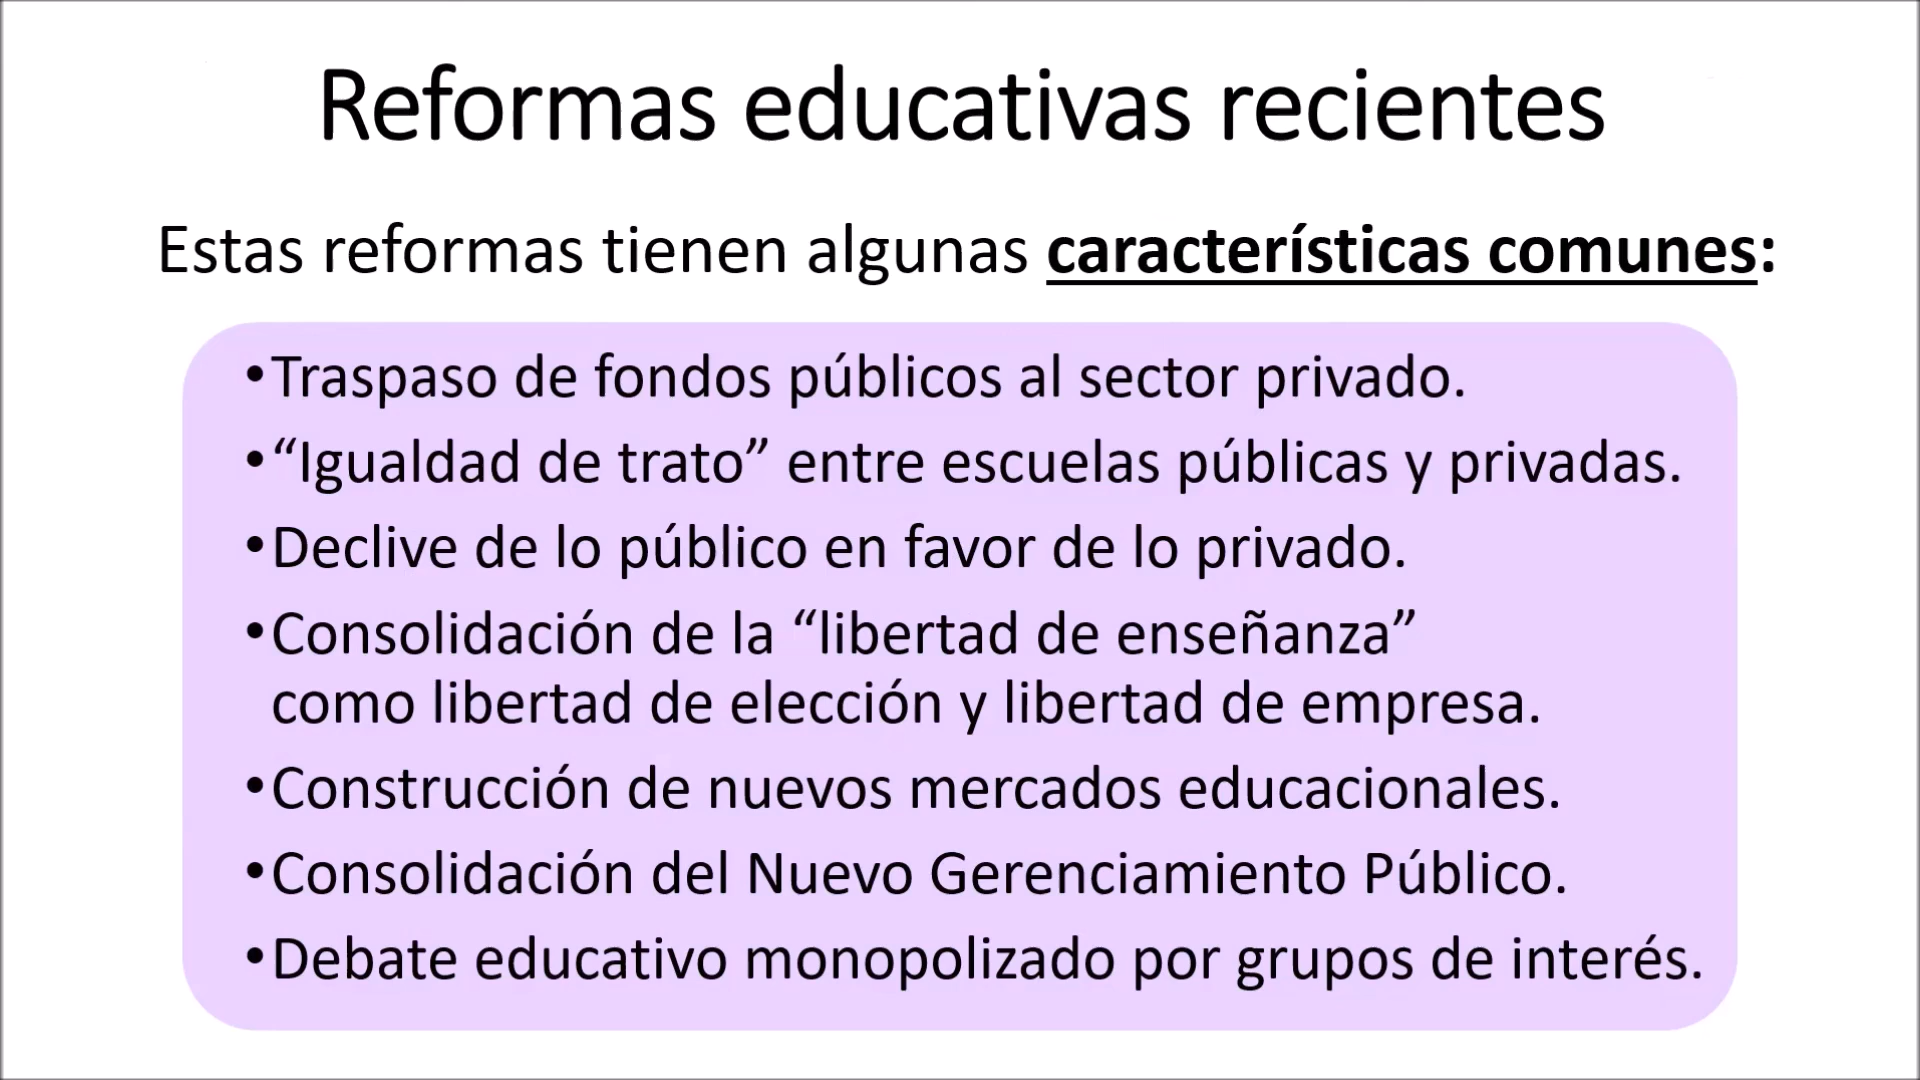 Reformas educativas recientes
Estas reformas tienen algunas características comunes:
•Traspaso de fondos públicos al sector privado.
•“Igualdad de trato” entre escuelas públicas y privadas.
•Declive de lo público en favor de lo privado.
•Consolidación de la “libertad de enseñanza”
como libertad de elección y libertad de empresa.
•Construcción de nuevos mercados educacionales.
•Consolidación del Nuevo Gerenciamiento Público.
•Debate educativo monopolizado por grupos de interés.